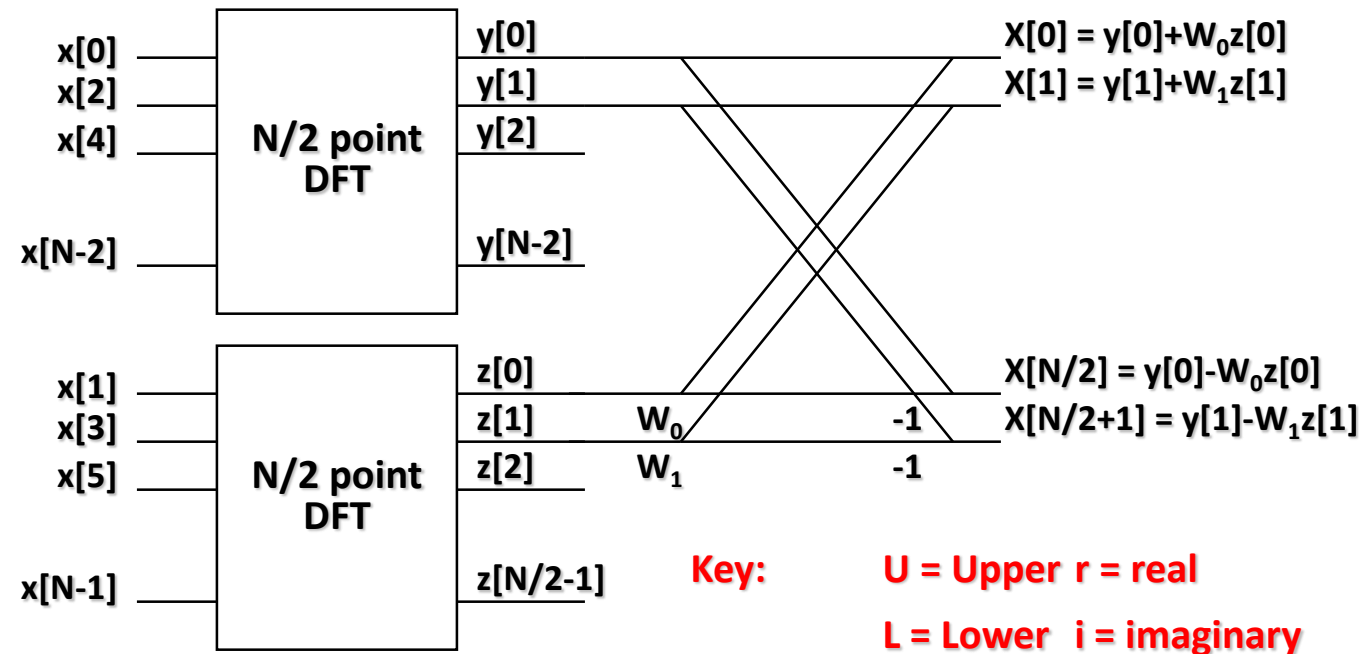 x[0]
x[2]
x[4]
x[N-2]
N/2 point
DFT
y[0]
y[1]
y[2]
y[N-2]
X[0] = y[0]+W₀z[0]
X[1] = y[1]+W₁z[1]
x[1]
x[3]
x[5]
x[N-1]
N/2 point
DFT
z[0]
z[1]
z[2]
z[N/2-1]
W₀ -1
W₁ -1
X[N/2] = y[0]-W₀z[0]
X[N/2+1] = y[1]-W₁z[1]
Key: U = Upper r = real
L = Lower i = imaginary